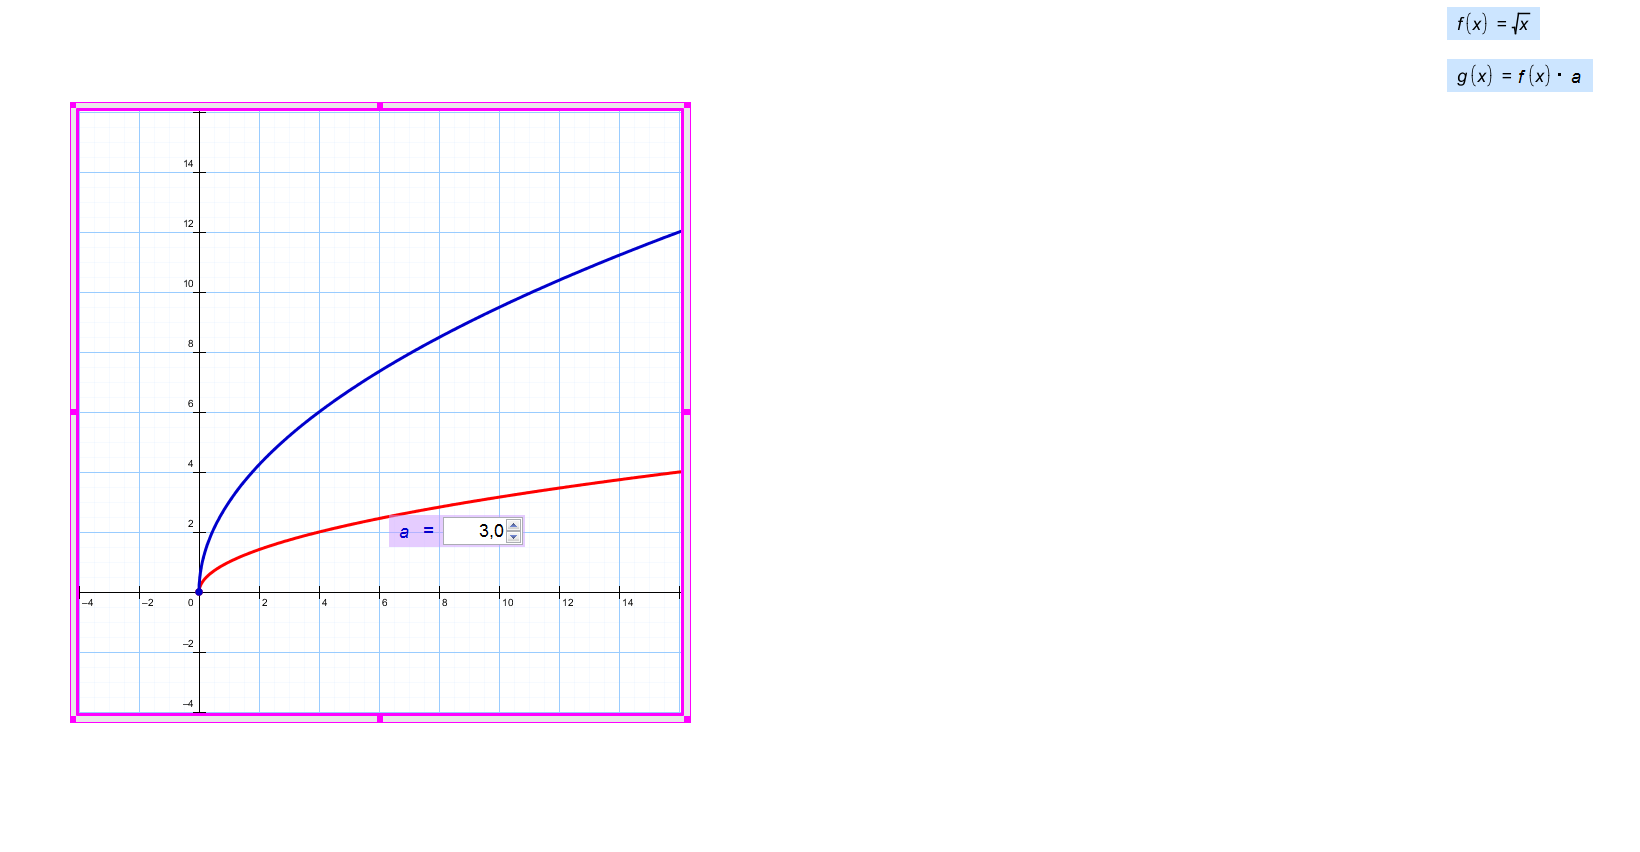 f(x) = √x
g(x) = f(x) · a
14
12
10
8
6
4
2
a = 3,0
–4 –2 0 2 4 6 8 10 12 14
–2
–4